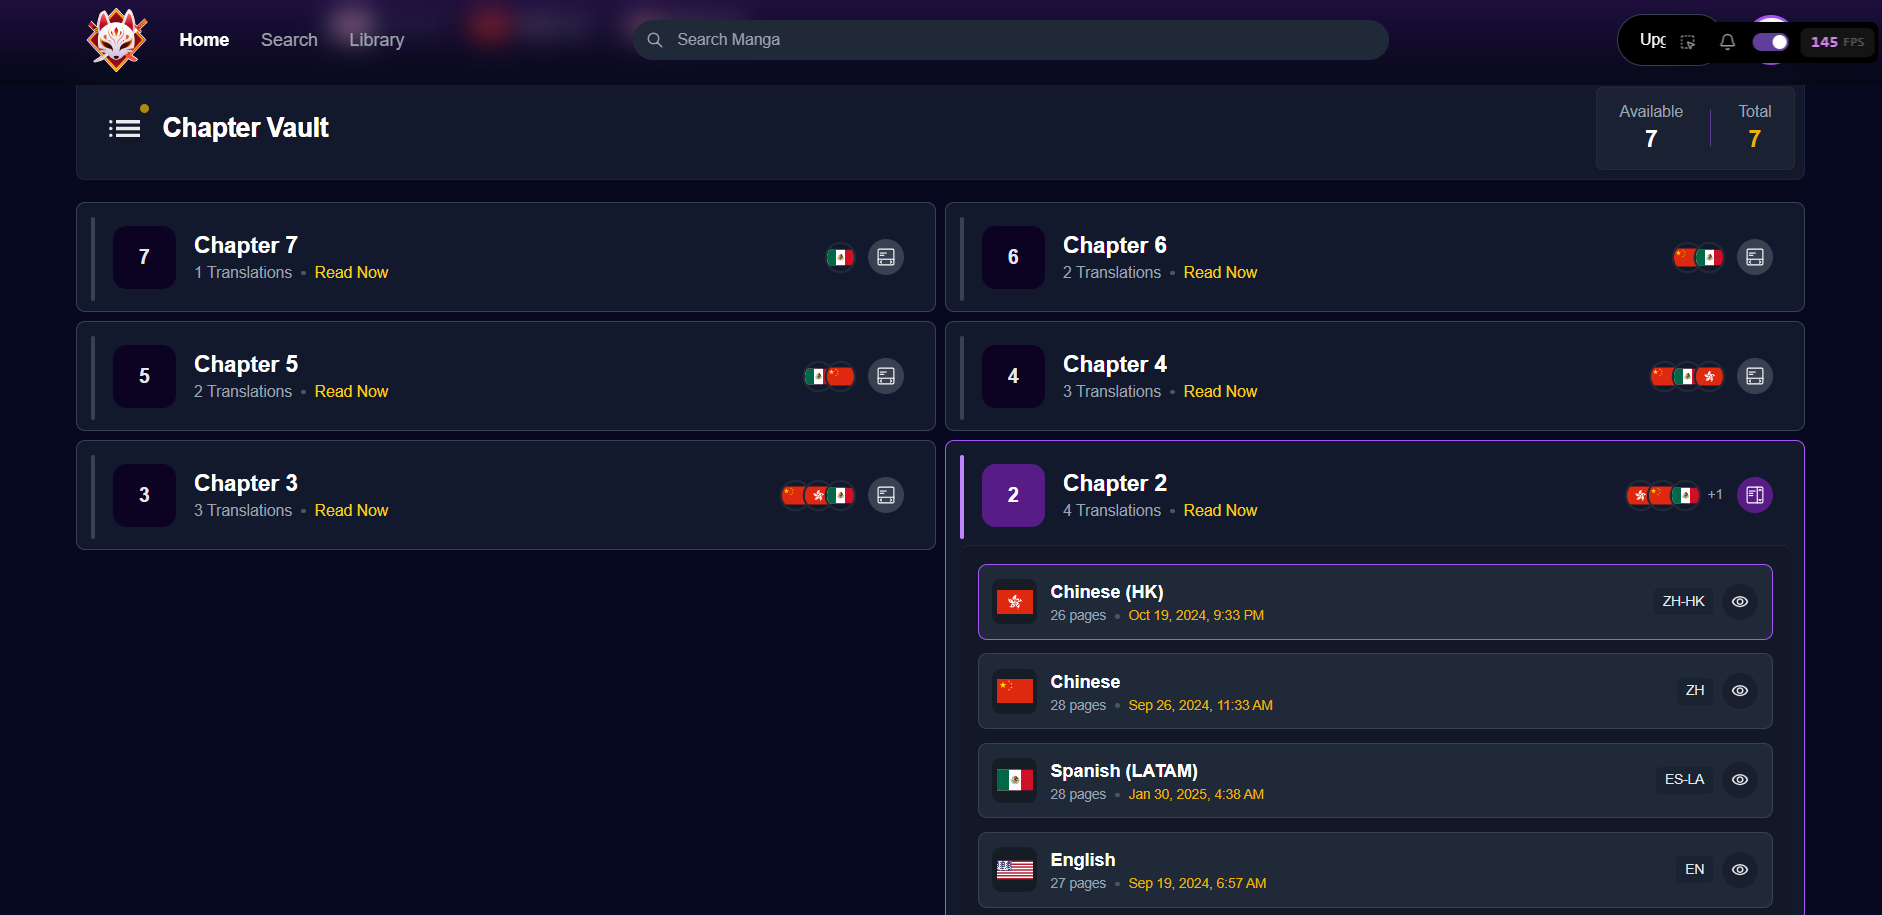 Home
Search
Library
Search Manga
145 FPS
Chapter Vault
Available
7
Total
7
7
Chapter 7
1 Translations • Read Now
6
Chapter 6
2 Translations • Read Now
5
Chapter 5
2 Translations • Read Now
4
Chapter 4
3 Translations • Read Now
3
Chapter 3
3 Translations • Read Now
2
Chapter 2
4 Translations • Read Now
+1
Chinese (HK)
26 pages • Oct 19, 2024, 9:33 PM
ZH-HK
Chinese
28 pages • Sep 26, 2024, 11:33 AM
ZH
Spanish (LATAM)
28 pages • Jan 30, 2025, 4:38 AM
ES-LA
English
27 pages • Sep 19, 2024, 6:57 AM
EN